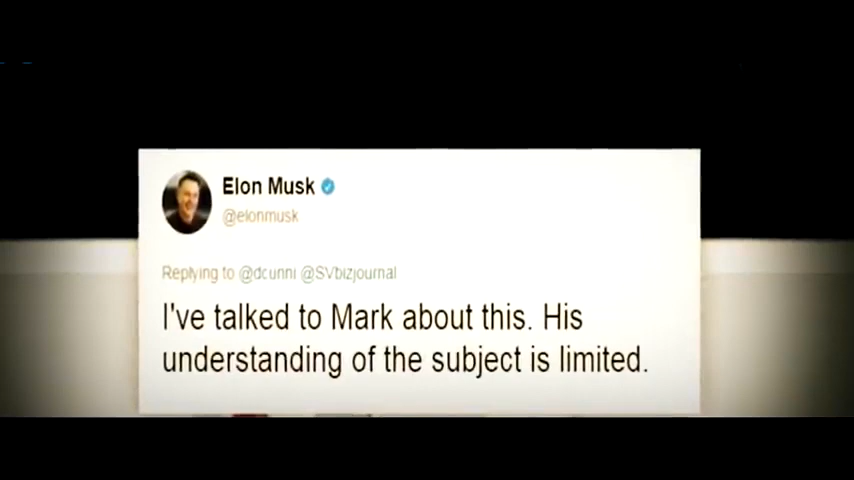 Elon Musk
@elonmusk
Replying to @dcunni @SVbizjournal
I've talked to Mark about this. His
understanding of the subject is limited.